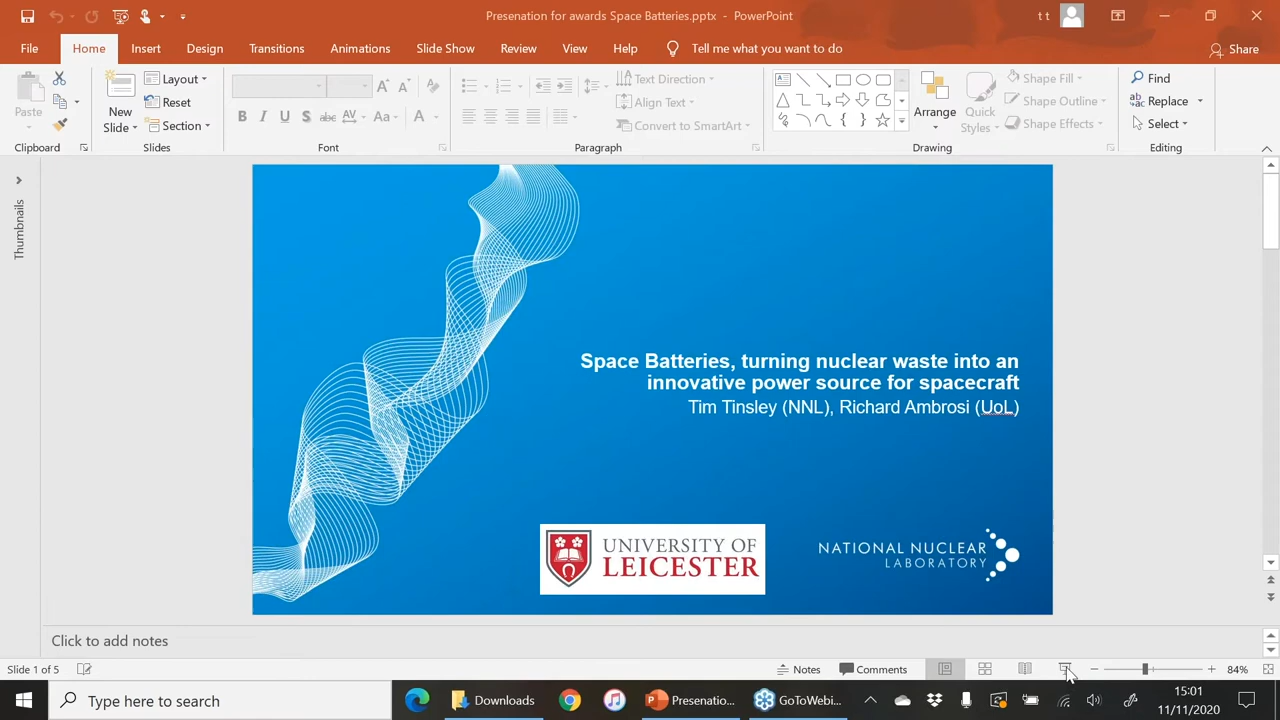 Presenation for awards Space Batteries.pptx - PowerPoint
t t
File Home Insert Design Transitions Animations Slide Show Review View Help Tell me what you want to do Share
Paste
New
Slide
Layout
Reset
Section
B I U S abc AV Aa A
A A
Text Direction
Align Text
Convert to SmartArt
Arrange
Quick
Styles
Shape Fill
Shape Outline
Shape Effects
Find
Replace
Select
Clipboard Slides Font Paragraph Drawing Editing
Thumbnails
Space Batteries, turning nuclear waste into an
innovative power source for spacecraft
Tim Tinsley (NNL), Richard Ambrosi (UoL)
UNIVERSITY OF
LEICESTER
NATIONAL NUCLEAR
LABORATORY
Click to add notes
Slide 1 of 5 Notes Comments 84%
Type here to search Downloads Presenatio... GoToWebi...
15:01
11/11/2020